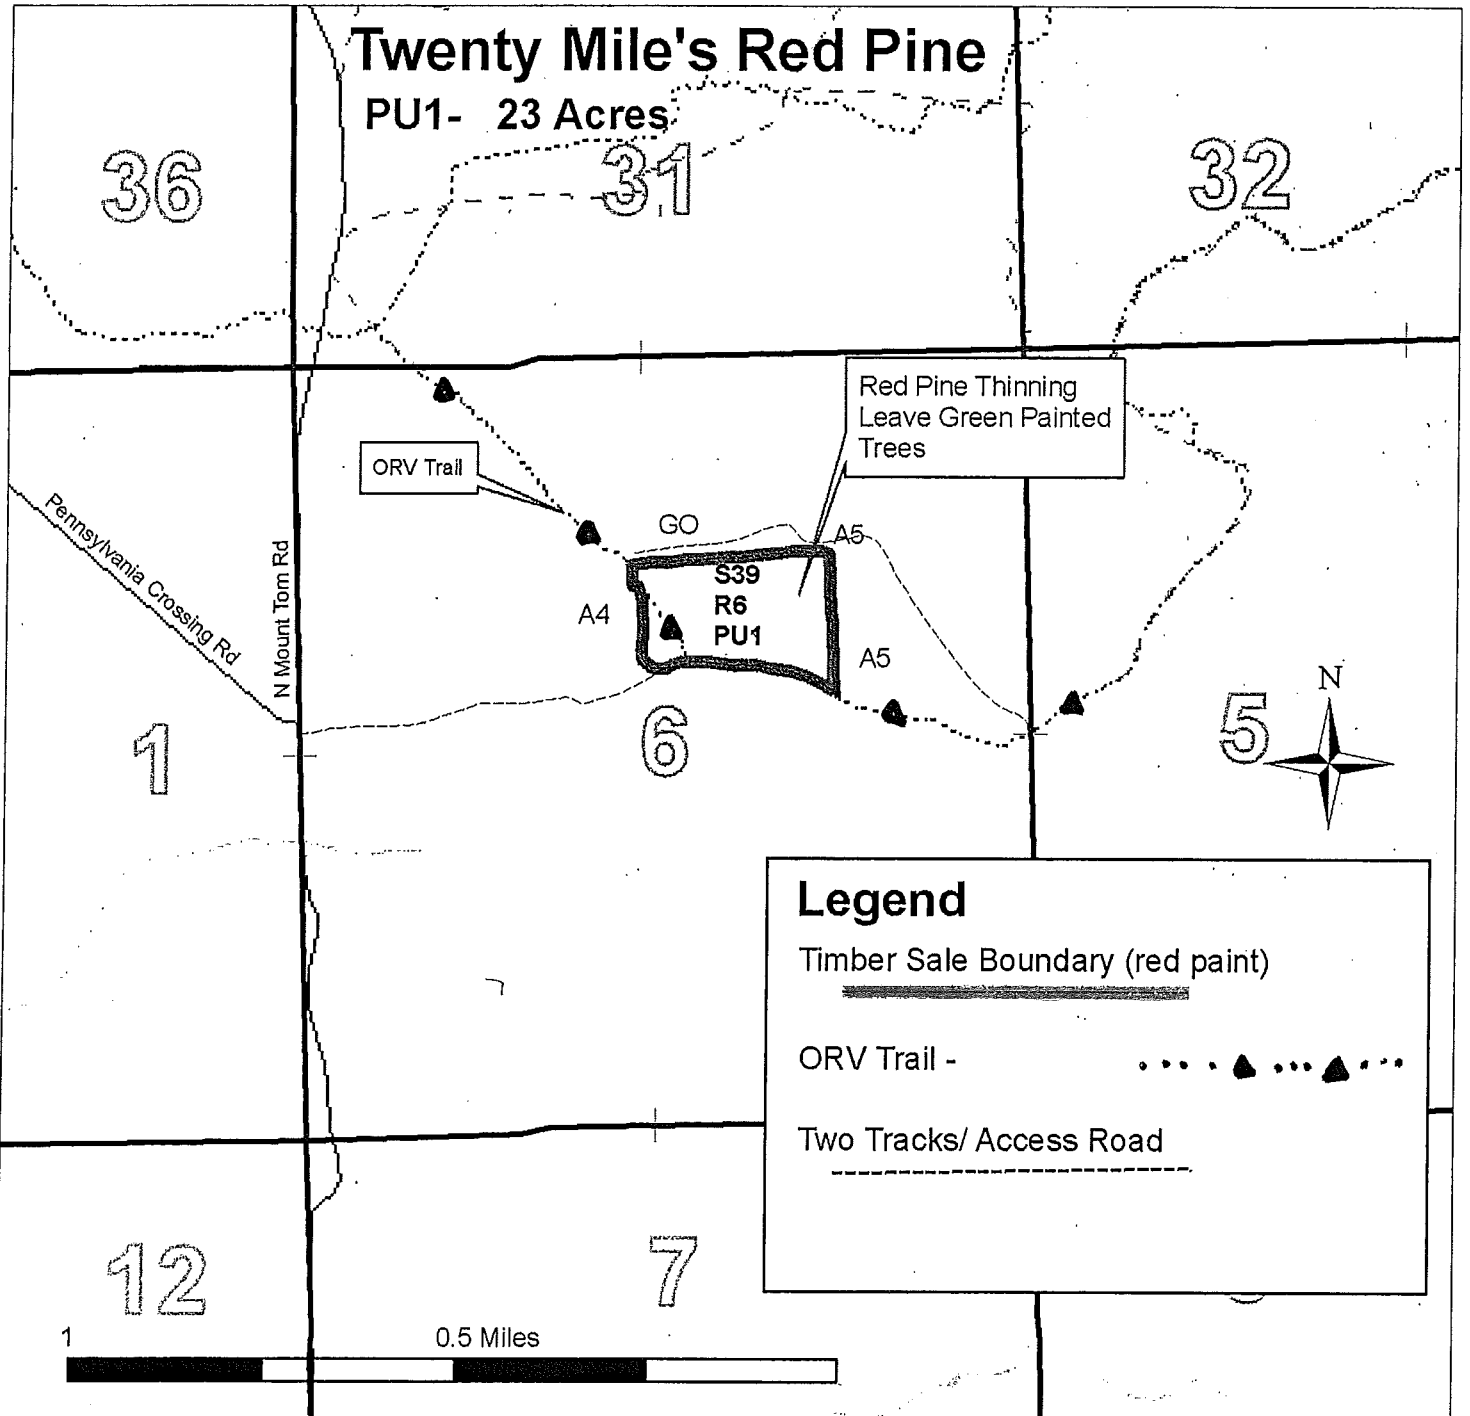 Twenty Mile's Red Pine
PU1- 23 Acres
36
31
32
Red Pine Thinning
Leave Green Painted
Trees
ORV Trail
Pennsylvania Crossing Rd
N Mount Tom Rd
GO
A5
S39
R6
PU1
A4
A5
N
1
6
5
Legend
Timber Sale Boundary (red paint)
ORV Trail -
Two Tracks/ Access Road
12
7
1
0.5 Miles